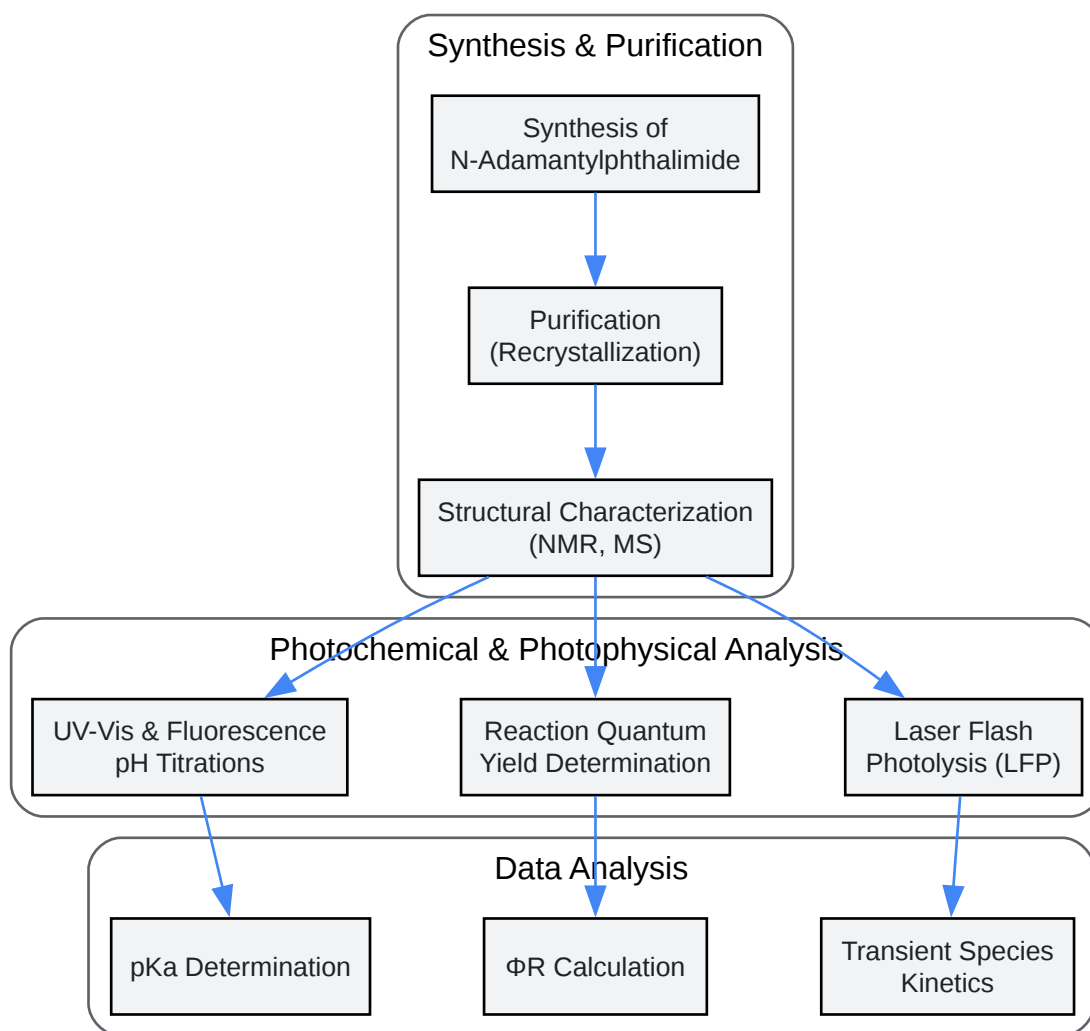 Synthesis & Purification
Synthesis of
N-Adamantylphthalimide
Purification
(Recrystallization)
Structural Characterization
(NMR, MS)
Photochemical & Photophysical Analysis
UV-Vis & Fluorescence
pH Titrations
Reaction Quantum
Yield Determination
Laser Flash
Photolysis (LFP)
Data Analysis
pKa Determination
ΦR Calculation
Transient Species
Kinetics